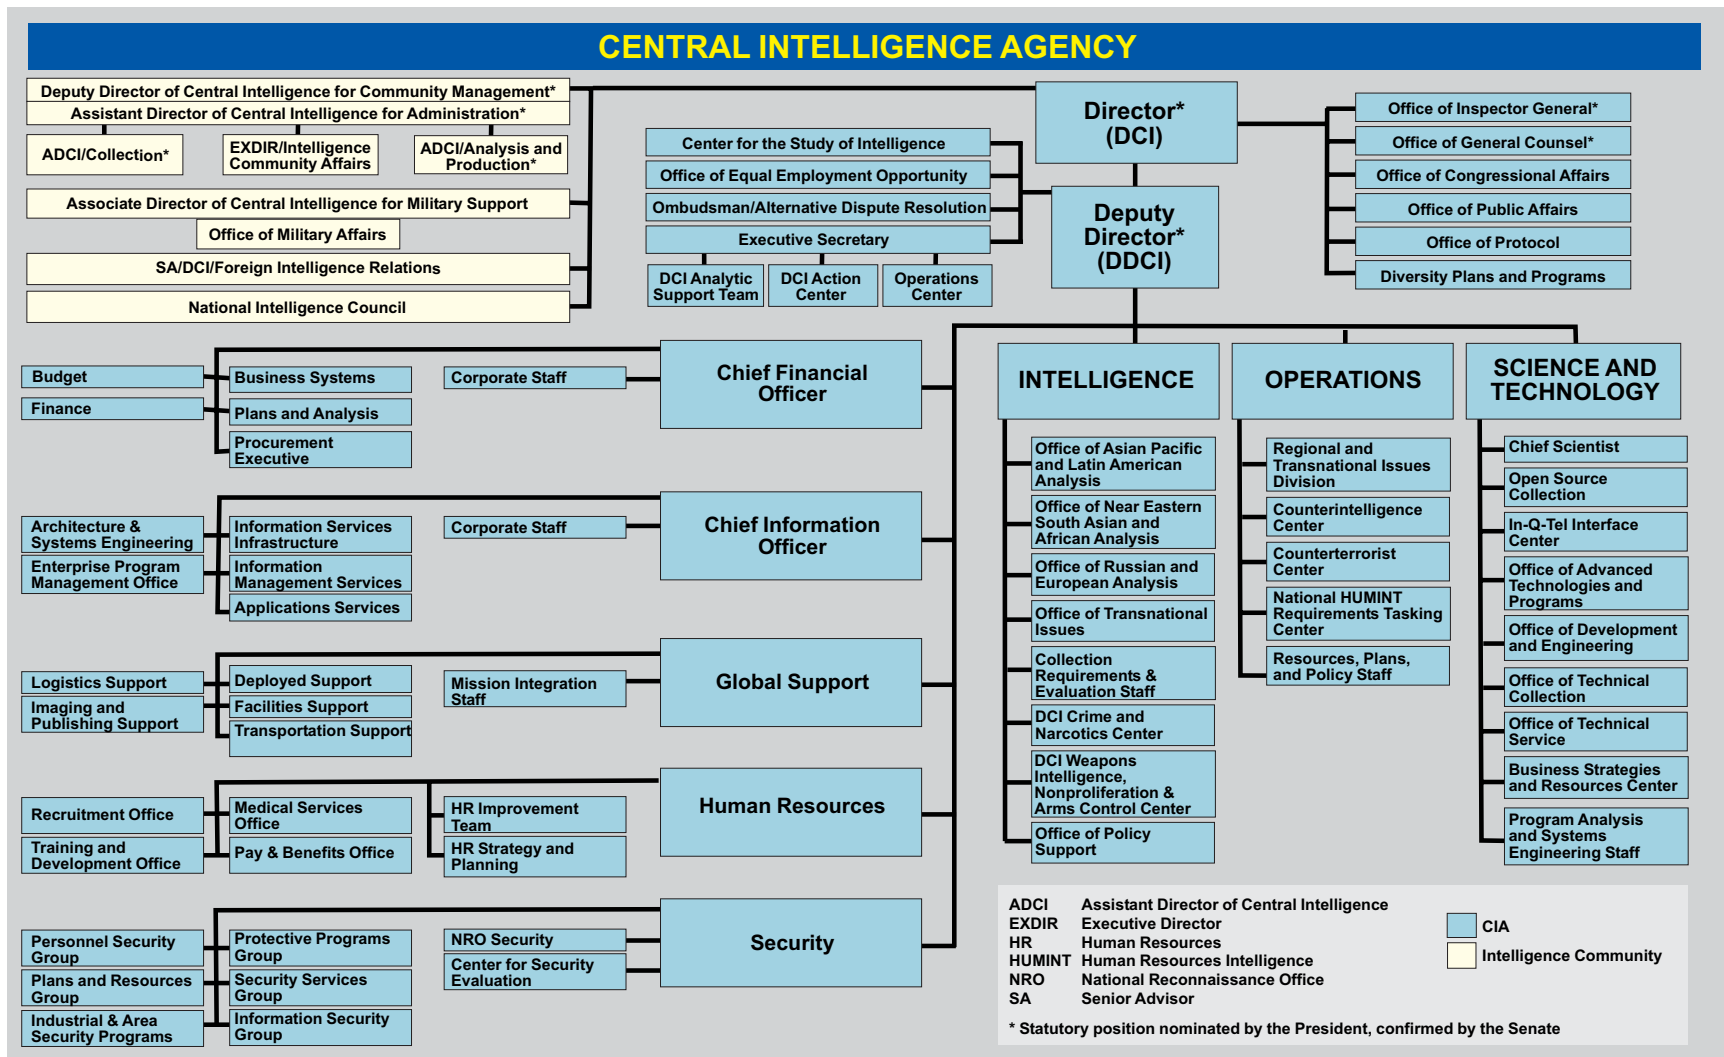 CENTRAL INTELLIGENCE AGENCY
Deputy Director of Central Intelligence for Community Management*
Assistant Director of Central Intelligence for Administration*
ADCI/Collection*
EXDIR/Intelligence
Community Affairs
ADCI/Analysis and
Production*
Associate Director of Central Intelligence for Military Support
Office of Military Affairs
SA/DCI/Foreign Intelligence Relations
National Intelligence Council
Center for the Study of Intelligence
Office of Equal Employment Opportunity
Ombudsman/Alternative Dispute Resolution
Executive Secretary
DCI Analytic
Support Team
DCI Action
Center
Operations
Center
Director*
(DCI)
Deputy
Director*
(DDCI)
Office of Inspector General*
Office of General Counsel*
Office of Congressional Affairs
Office of Public Affairs
Office of Protocol
Diversity Plans and Programs
Budget
Finance
Business Systems
Plans and Analysis
Procurement
Executive
Corporate Staff
Chief Financial
Officer
Architecture &
Systems Engineering
Enterprise Program
Management Office
Information Services
Infrastructure
Information
Management Services
Applications Services
Corporate Staff
Chief Information
Officer
Logistics Support
Imaging and
Publishing Support
Deployed Support
Facilities Support
Transportation Support
Mission Integration
Staff
Global Support
Recruitment Office
Training and
Development Office
Medical Services
Office
Pay & Benefits Office
HR Improvement
Team
HR Strategy and
Planning
Human Resources
Personnel Security
Group
Plans and Resources
Group
Industrial & Area
Security Programs
Protective Programs
Group
Security Services
Group
Information Security
Group
NRO Security
Center for Security
Evaluation
Security
INTELLIGENCE
Office of Asian Pacific
and Latin American
Analysis
Office of Near Eastern
South Asian and
African Analysis
Office of Russian and
European Analysis
Office of Transnational
Issues
Collection
Requirements &
Evaluation Staff
DCI Crime and
Narcotics Center
DCI Weapons
Intelligence,
Nonproliferation &
Arms Control Center
Office of Policy
Support
OPERATIONS
Regional and
Transnational Issues
Division
Counterintelligence
Center
Counterterrorist
Center
National HUMINT
Requirements Tasking
Center
Resources, Plans,
and Policy Staff
SCIENCE AND
TECHNOLOGY
Chief Scientist
Open Source
Collection
In-Q-Tel Interface
Center
Office of Advanced
Technologies and
Programs
Office of Development
and Engineering
Office of Technical
Collection
Office of Technical
Service
Business Strategies
and Resources Center
Program Analysis
and Systems
Engineering Staff
ADCI Assistant Director of Central Intelligence
EXDIR Executive Director
HR Human Resources
HUMINT Human Resources Intelligence
NRO National Reconnaissance Office
SA Senior Advisor
CIA
Intelligence Community
* Statutory position nominated by the President, confirmed by the Senate